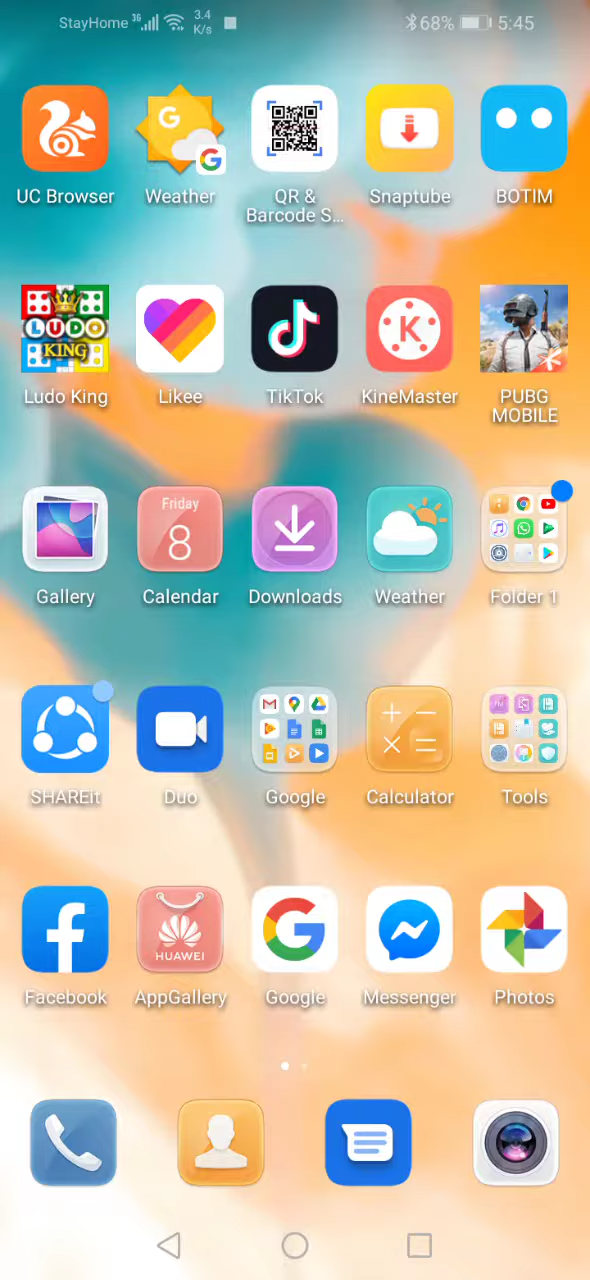 StayHome 3G 3.4 K/s 68% 5:45
UC Browser Weather QR & Barcode S... Snaptube BOTIM
LUDO
KING
Ludo King Likee TikTok KineMaster PUBG MOBILE
Friday
8
Gallery Calendar Downloads Weather Folder 1
SHAREit Duo Google Calculator Tools
HUAWEI
Facebook AppGallery Google Messenger Photos